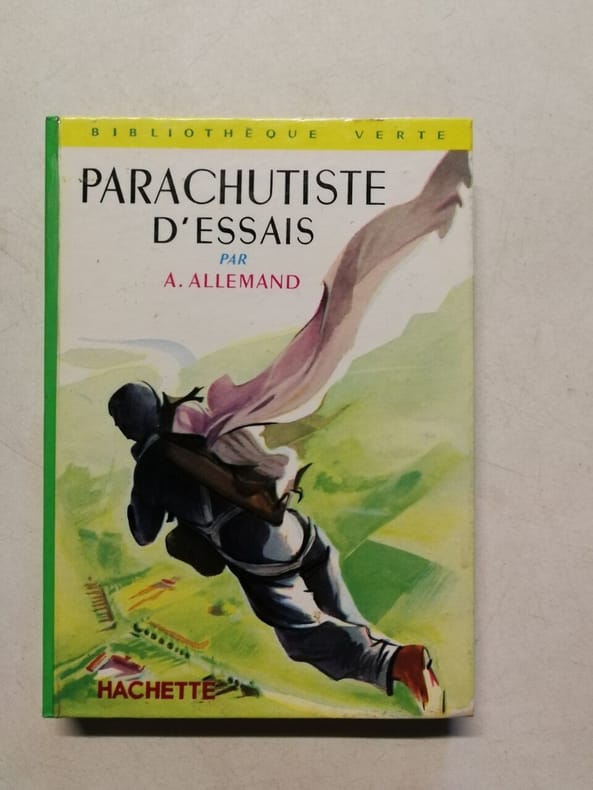 BIBLIOTHÈQUE VERTE
PARACHUTISTE
D'ESSAIS
PAR
A. ALLEMAND
HACHETTE